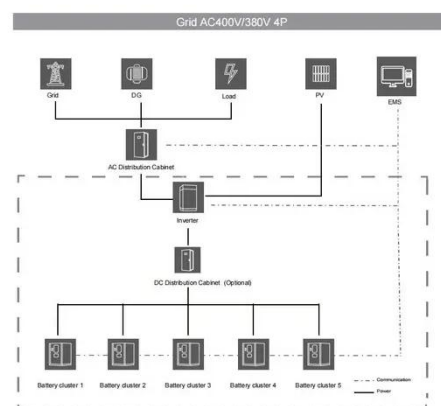 Grid AC400V/380V 4P
Grid
DG
Load
PV
EMS
AC Distribution Cabinet
Inverter
DC Distribution Cabinet (Optional)
Battery cluster 1
Battery cluster 2
Battery cluster 3
Battery cluster 4
Battery cluster 5
Communication
Power